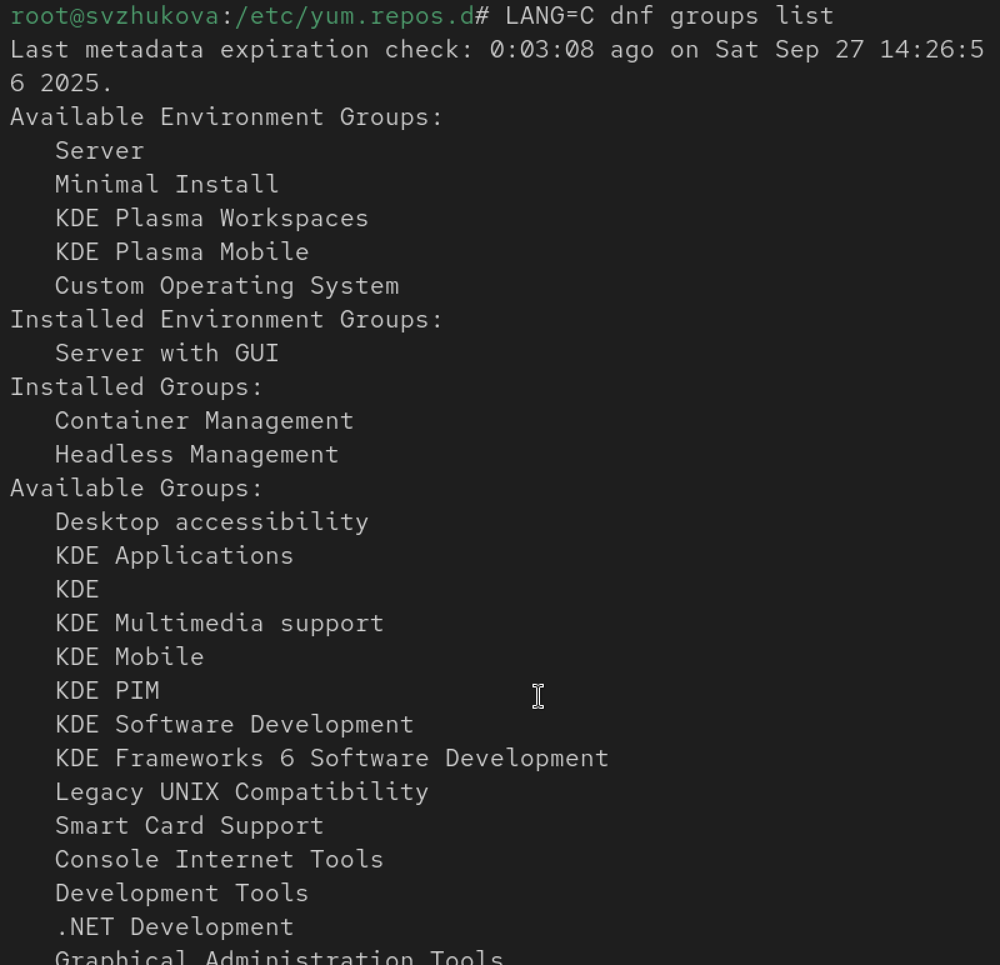 root@svzhukova:/etc/yum.repos.d# LANG=C dnf groups list
Last metadata expiration check: 0:03:08 ago on Sat Sep 27 14:26:5
6 2025.
Available Environment Groups:
   Server
   Minimal Install
   KDE Plasma Workspaces
   KDE Plasma Mobile
   Custom Operating System
Installed Environment Groups:
   Server with GUI
Installed Groups:
   Container Management
   Headless Management
Available Groups:
   Desktop accessibility
   KDE Applications
   KDE
   KDE Multimedia support
   KDE Mobile
   KDE PIM
   KDE Software Development
   KDE Frameworks 6 Software Development
   Legacy UNIX Compatibility
   Smart Card Support
   Console Internet Tools
   Development Tools
   .NET Development
   Graphical Administration Tools